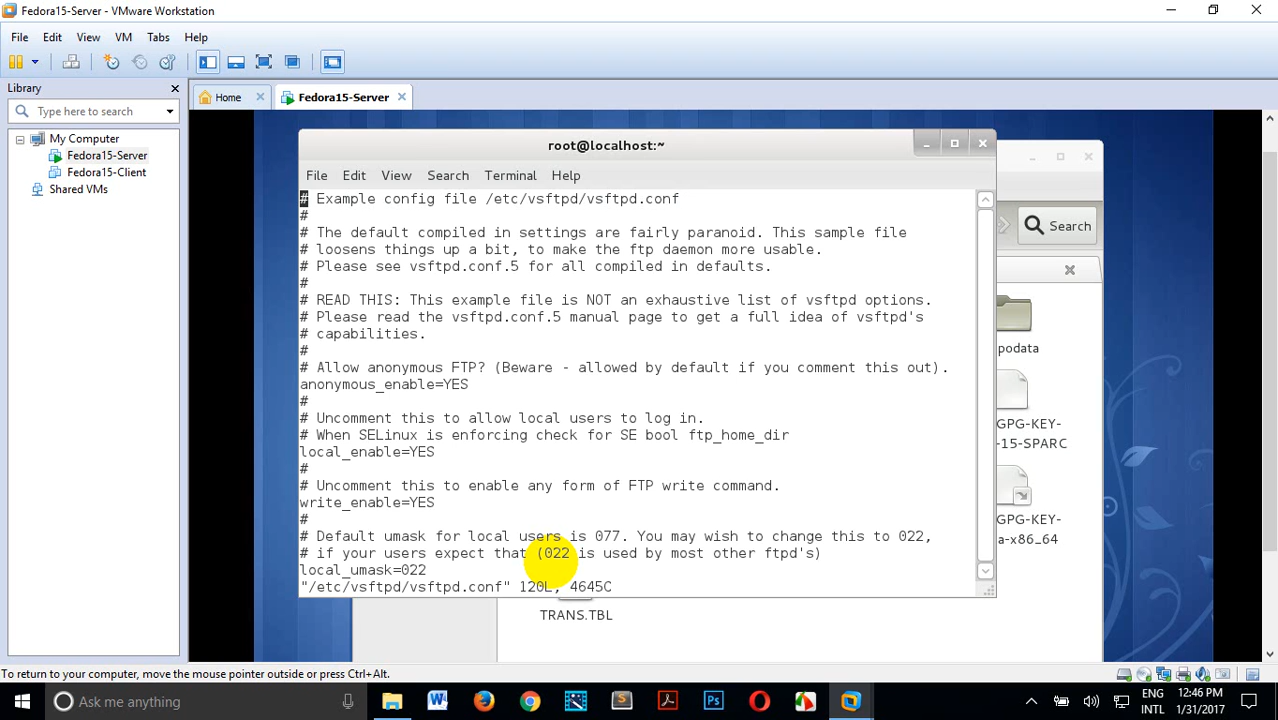 Fedora15-Server - VMware Workstation
File Edit View VM Tabs Help
Library
Home
Fedora15-Server
Type here to search
My Computer
Fedora15-Server
Fedora15-Client
Shared VMs
root@localhost:~
File Edit View Search Terminal Help
# Example config file /etc/vsftpd/vsftpd.conf
#
# The default compiled in settings are fairly paranoid. This sample file
# loosens things up a bit, to make the ftp daemon more usable.
# Please see vsftpd.conf.5 for all compiled in defaults.
#
# READ THIS: This example file is NOT an exhaustive list of vsftpd options.
# Please read the vsftpd.conf.5 manual page to get a full idea of vsftpd's
# capabilities.
#
# Allow anonymous FTP? (Beware - allowed by default if you comment this out).
anonymous_enable=YES
#
# Uncomment this to allow local users to log in.
# When SELinux is enforcing check for SE bool ftp_home_dir
local_enable=YES
#
# Uncomment this to enable any form of FTP write command.
write_enable=YES
#
# Default umask for local users is 077. You may wish to change this to 022,
# if your users expect that (022 is used by most other ftpd's)
local_umask=022
"/etc/vsftpd/vsftpd.conf" 120L, 4645C
Search
podata
GPG-KEY
-15-SPARC
GPG-KEY-
a-x86_64
TRANS.TBL
To return to your computer, move the mouse pointer outside or press Ctrl+Alt.
Ask me anything
ENG
INTL
12:46 PM
1/31/2017